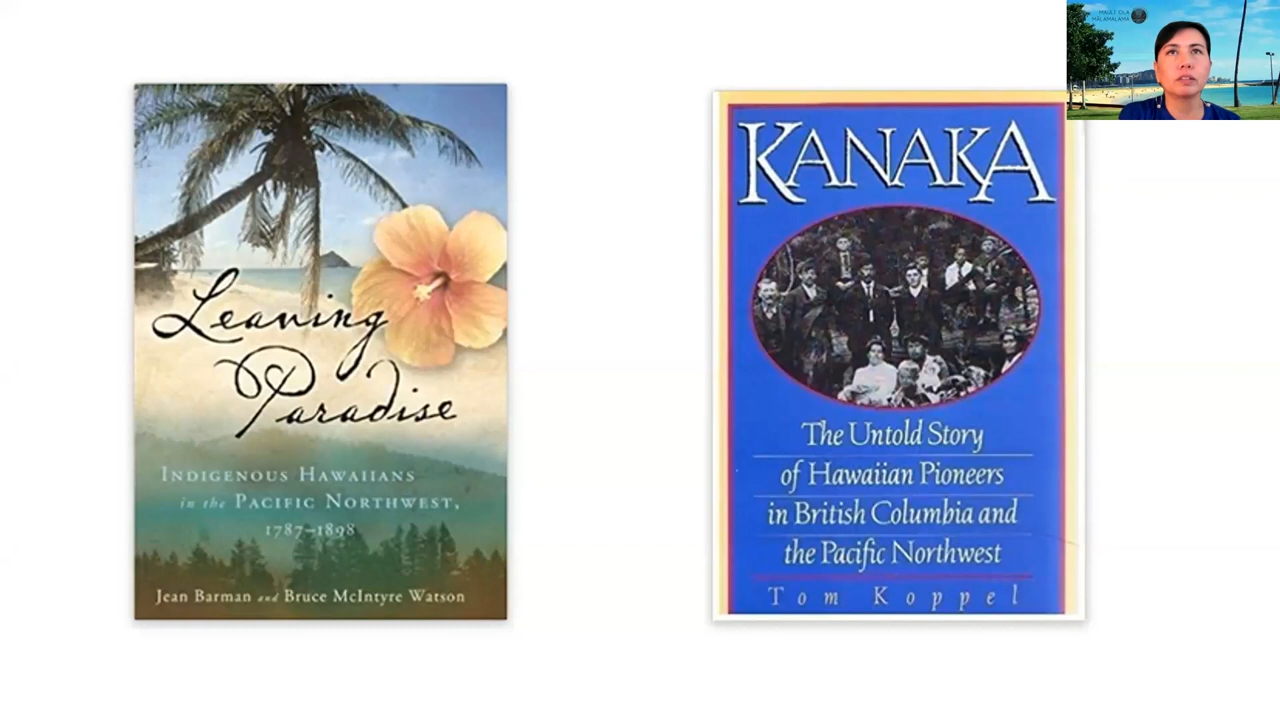 Leaving
Paradise
INDIGENOUS HAWAIIANS
in the PACIFIC NORTHWEST,
1787–1898
Jean Barman and Bruce McIntyre Watson
KANAKA
The Untold Story
of Hawaiian Pioneers
in British Columbia and
the Pacific Northwest
Tom Koppel
MĀLAMALAMA